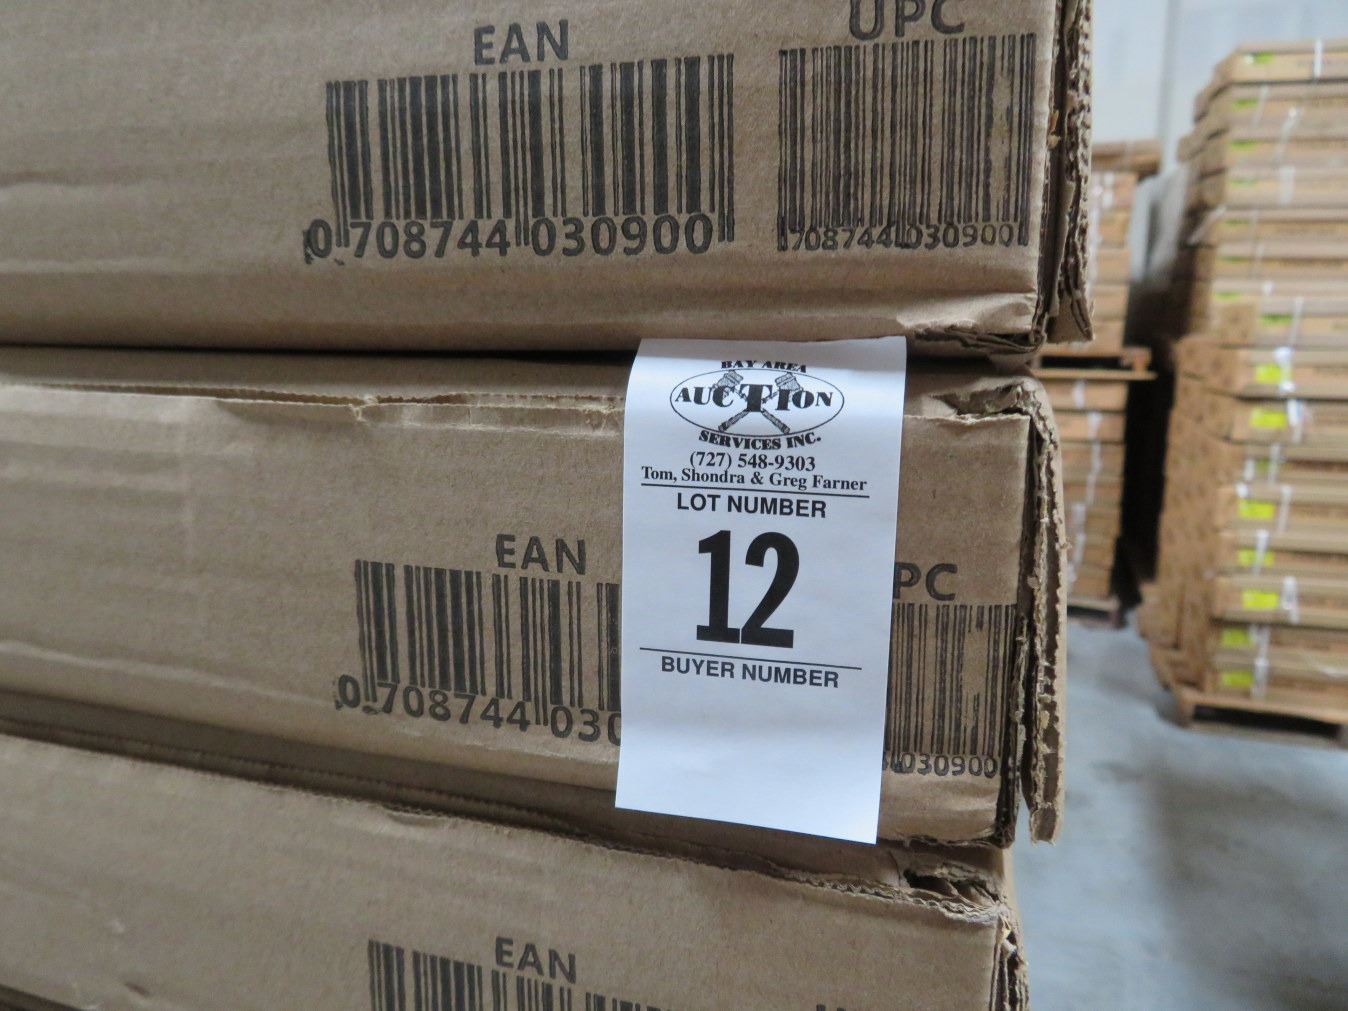 EAN
UPC
0 708744 030900
708744 030900
BAY AREA
AUCTION
SERVICES INC.
(727) 548-9303
Tom, Shondra & Greg Farner
LOT NUMBER
12
BUYER NUMBER
EAN
PC
0 708744 030
030900
EAN